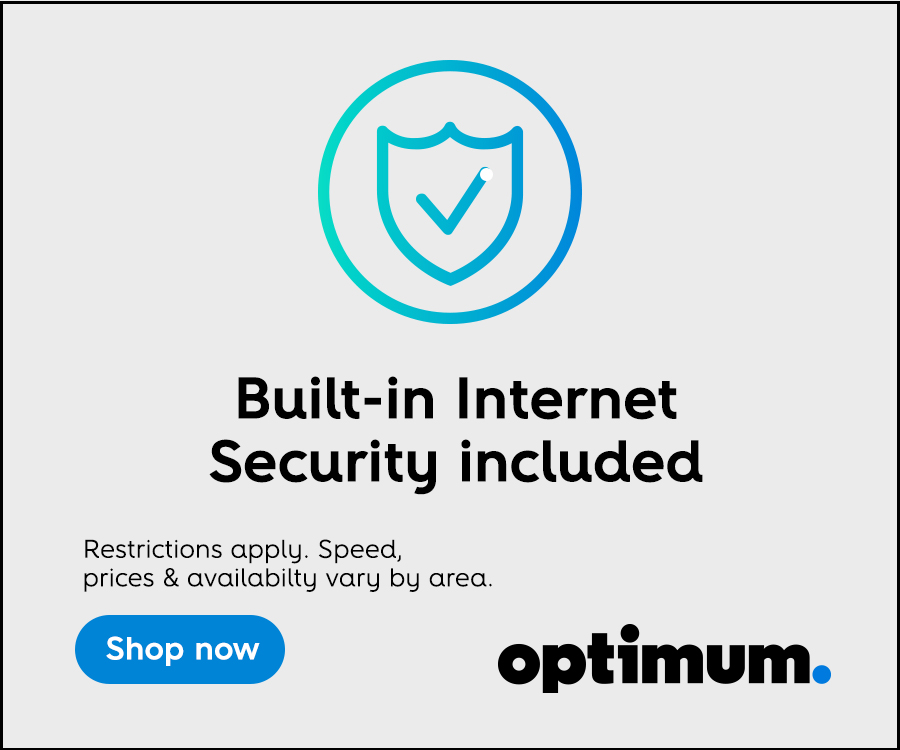 Built-in Internet
Security included
Restrictions apply. Speed,
prices & availabilty vary by area.
Shop now
optimum.